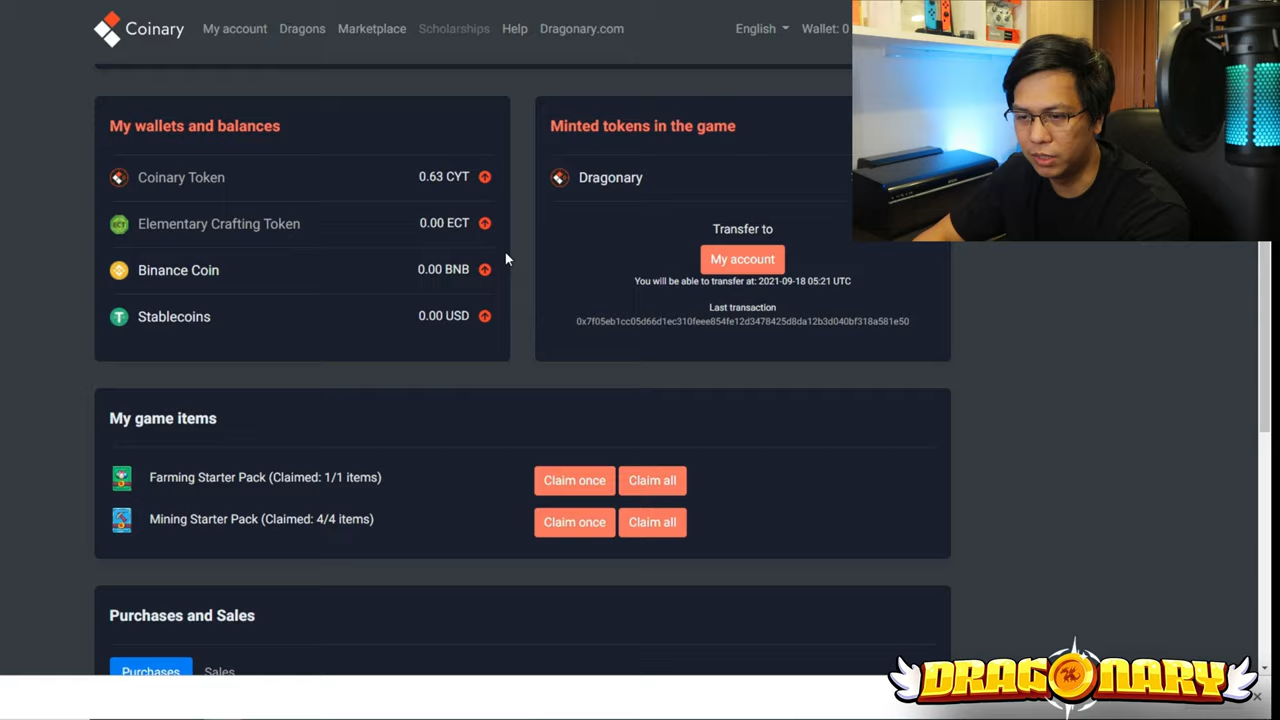 Coinary My account Dragons Marketplace Scholarships Help Dragonary.com English Wallet: 0
My wallets and balances
Coinary Token 0.63 CYT
ECT Elementary Crafting Token 0.00 ECT
Binance Coin 0.00 BNB
Stablecoins 0.00 USD
Minted tokens in the game
Dragonary
Transfer to
My account
You will be able to transfer at: 2021-09-18 05:21 UTC
Last transaction
0x7f05eb1cc05d66d1ec310feee854fe12d3478425d8da12b3d040bf318a581e50
My game items
Farming Starter Pack (Claimed: 1/1 items) Claim once Claim all
Mining Starter Pack (Claimed: 4/4 items) Claim once Claim all
Purchases and Sales
Purchases Sales
DRAGONARY